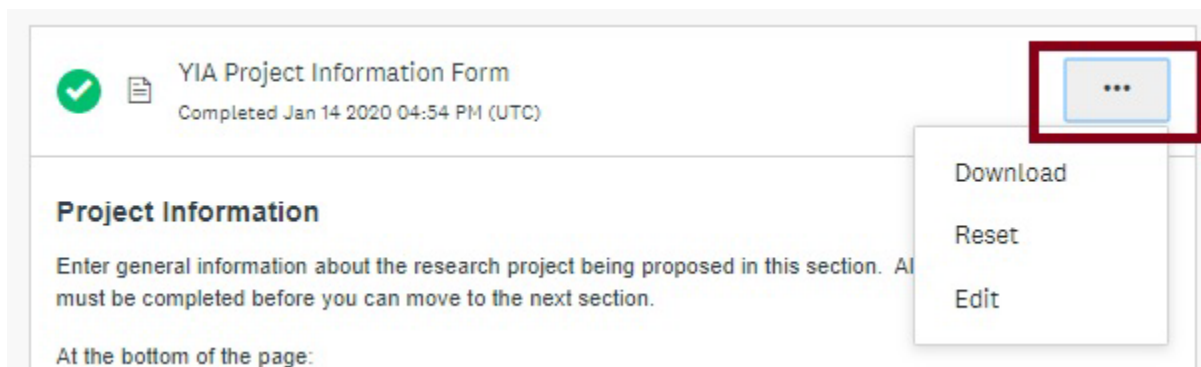 YIA Project Information Form
Completed Jan 14 2020 04:54 PM (UTC)
...
Download
Reset
Edit
Project Information
Enter general information about the research project being proposed in this section.
must be completed before you can move to the next section.
At the bottom of the page: